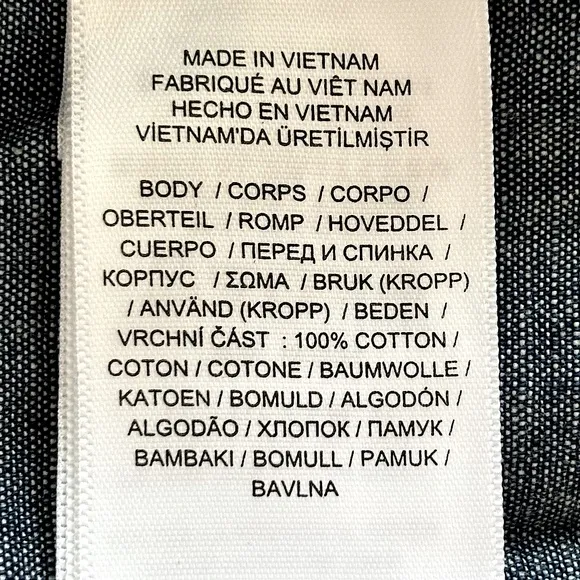 MADE IN VIETNAM
FABRIQUÉ AU VIÊT NAM
HECHO EN VIETNAM
VİETNAM'DA ÜRETİLMİŞTİR
BODY / CORPS / CORPO /
OBERTEIL / ROMP / HOVEDDEL /
CUERPO / ПЕРЕД И СПИНКА /
КОРПУС / ΣΩΜΑ / BRUK (KROPP)
/ ANVÄND (KROPP) / BEDEN /
VRCHNÍ ČÁST : 100% COTTON /
COTON / COTONE / BAUMWOLLE /
KATOEN / BOMULD / ALGODÓN /
ALGODÃO / ХЛОПОК / ПАМУК /
ΒΑΜΒΑΚΙ / BOMULL / PAMUK /
BAVLNA